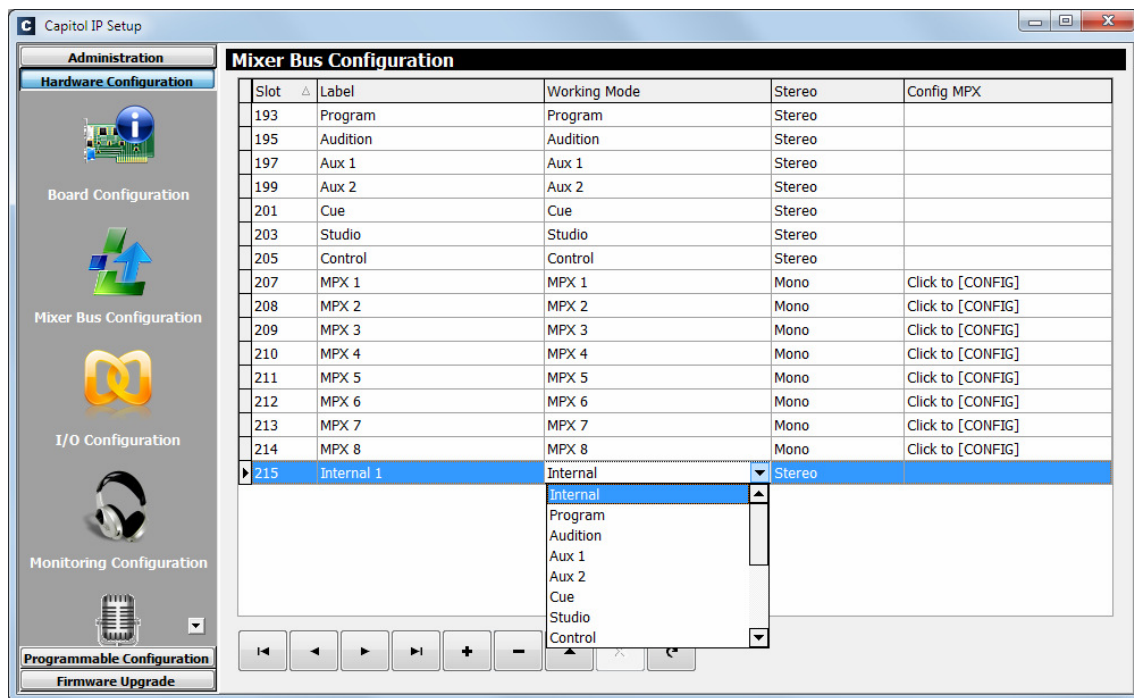 Capitol IP Setup
Administration
Hardware Configuration
Board Configuration
Mixer Bus Configuration
I/O Configuration
Monitoring Configuration
Programmable Configuration
Firmware Upgrade
Mixer Bus Configuration
Slot Label Working Mode Stereo Config MPX
193 Program Program Stereo
195 Audition Audition Stereo
197 Aux 1 Aux 1 Stereo
199 Aux 2 Aux 2 Stereo
201 Cue Cue Stereo
203 Studio Studio Stereo
205 Control Control Stereo
207 MPX 1 MPX 1 Mono Click to [CONFIG]
208 MPX 2 MPX 2 Mono Click to [CONFIG]
209 MPX 3 MPX 3 Mono Click to [CONFIG]
210 MPX 4 MPX 4 Mono Click to [CONFIG]
211 MPX 5 MPX 5 Mono Click to [CONFIG]
212 MPX 6 MPX 6 Mono Click to [CONFIG]
213 MPX 7 MPX 7 Mono Click to [CONFIG]
214 MPX 8 MPX 8 Mono Click to [CONFIG]
215 Internal 1 Internal Stereo
Internal
Program
Audition
Aux 1
Aux 2
Cue
Studio
Control